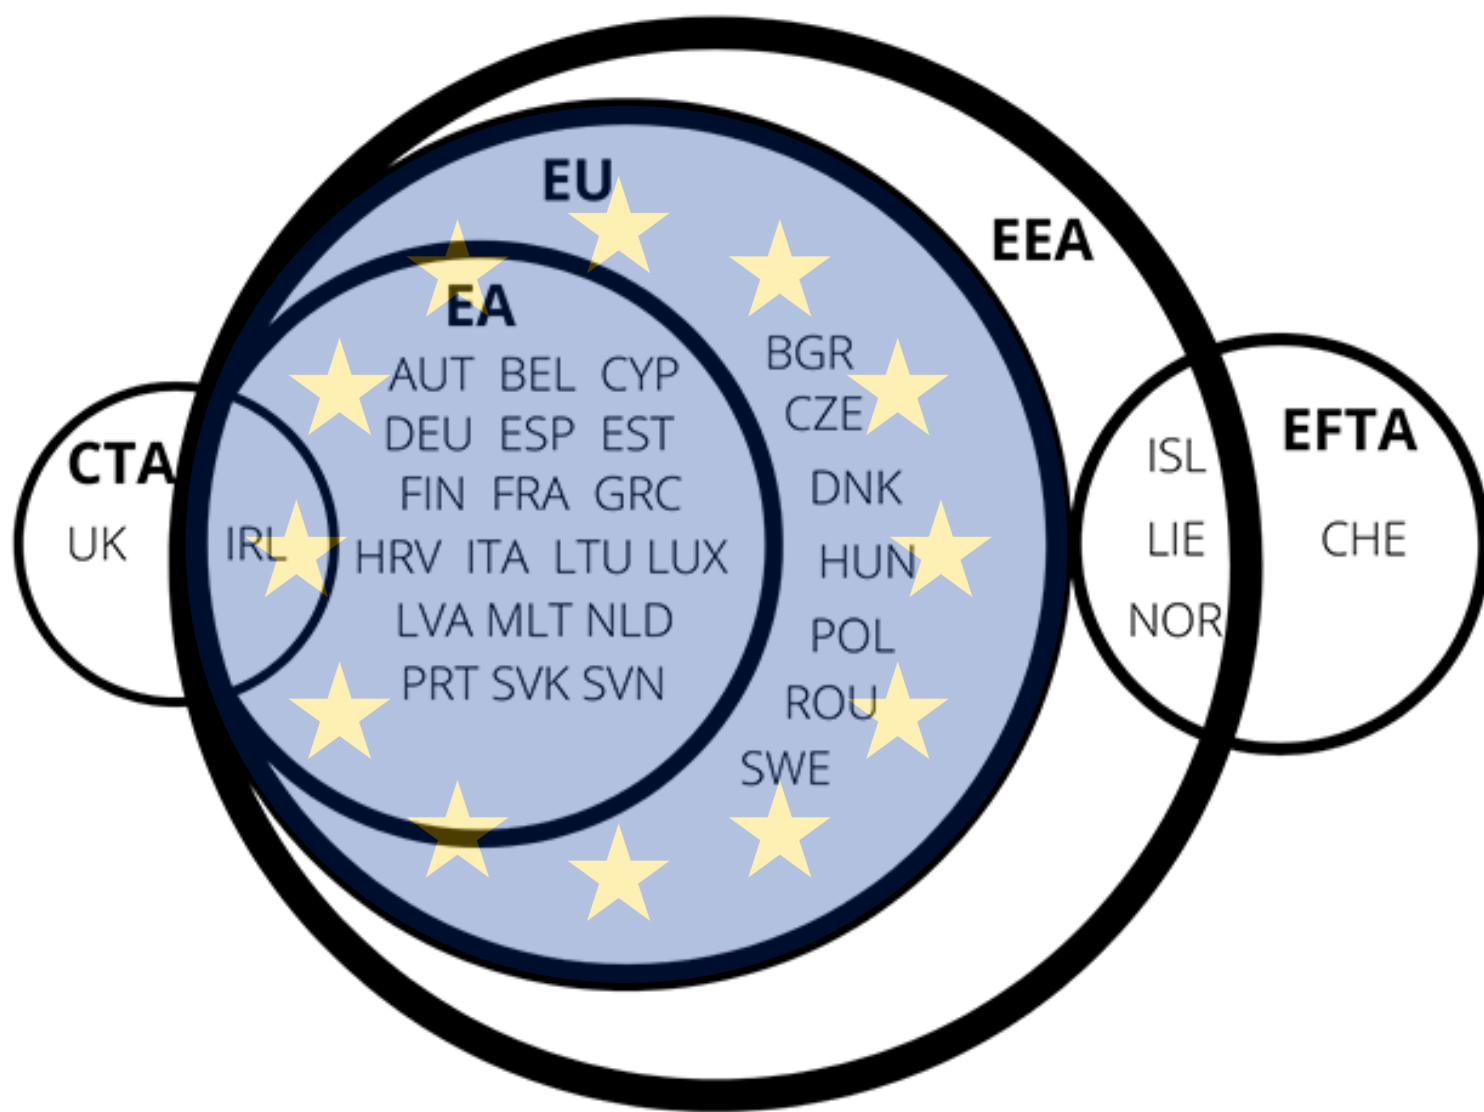 EU
EEA
EA
AUT BEL CYP
DEU ESP EST
FIN FRA GRC
HRV ITA LTU LUX
LVA MLT NLD
PRT SVK SVN
BGR
CZE
DNK
HUN
POL
ROU
SWE
CTA
UK
IRL
EFTA
ISL
LIE
NOR
CHE